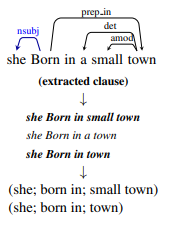 prep_in
det
nsubj
amod
she Born in a small town
(extracted clause)
↓
she Born in small town
she Born in a town
she Born in town
↓
(she; born in; small town)
(she; born in; town)